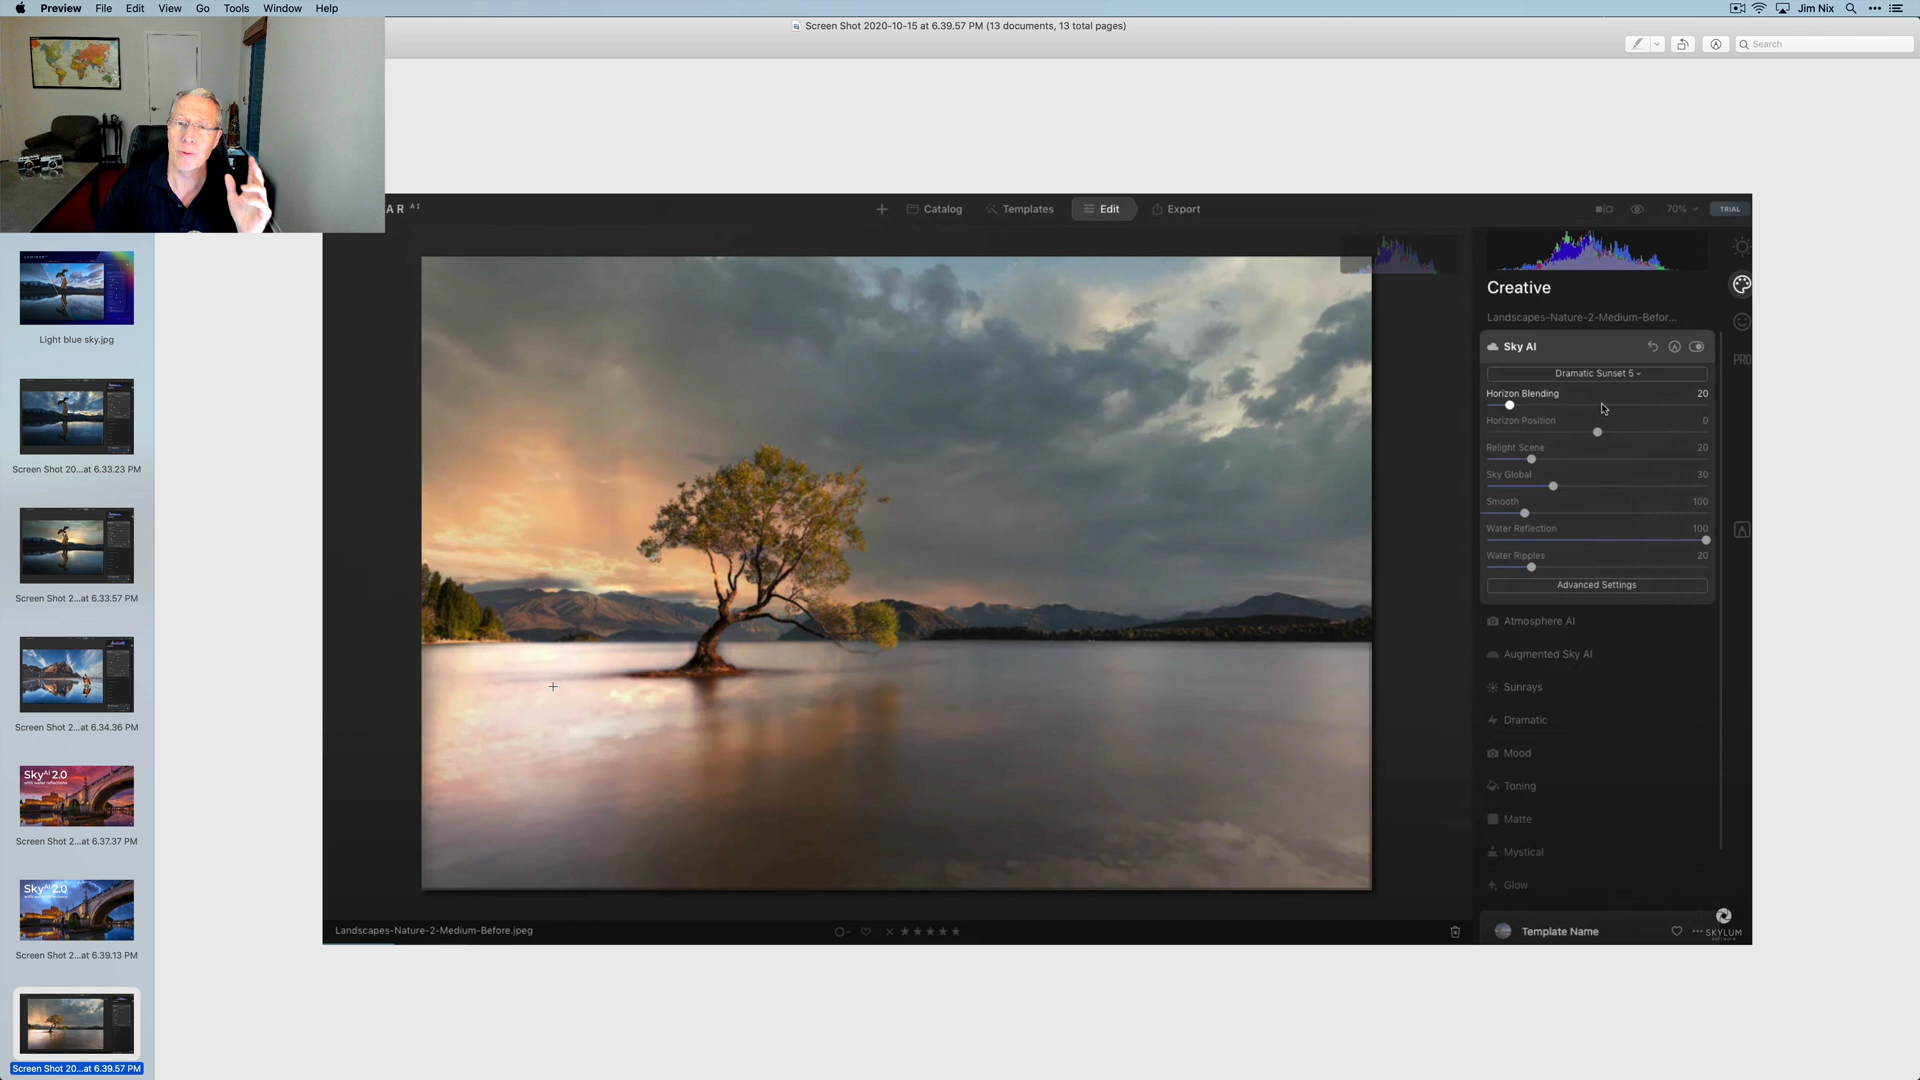 Preview File Edit View Go Tools Window Help
Jim Nix
Screen Shot 2020-10-15 at 6.39.57 PM (13 documents, 13 total pages)
Search
AR AI
Catalog Templates Edit Export
70% TRIAL
Creative
Landscapes-Nature-2-Medium-Befor...
Sky AI
Dramatic Sunset 5
Horizon Blending 20
Horizon Position 0
Relight Scene 20
Sky Global 30
Smooth 100
Water Reflection 100
Water Ripples 20
Advanced Settings
Atmosphere AI
Augmented Sky AI
Sunrays
Dramatic
Mood
Toning
Matte
Mystical
Glow
Template Name
SKYLUM
PRO
Landscapes-Nature-2-Medium-Before.jpeg
Light blue sky.jpg
Screen Shot 20...at 6.33.23 PM
Screen Shot 2...at 6.33.57 PM
Screen Shot 2...at 6.34.36 PM
Sky AI 2.0
Screen Shot 2...at 6.37.37 PM
Sky AI 2.0
Screen Shot 2...at 6.39.13 PM
Screen Shot 20...at 6.39.57 PM